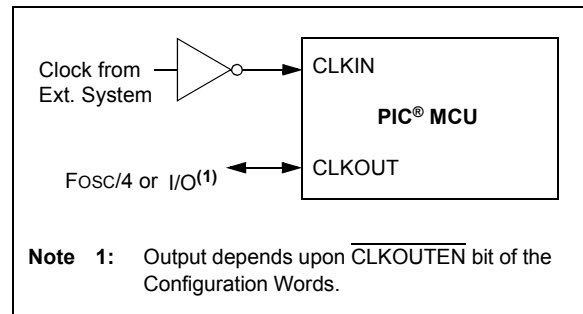 Clock from
Ext. System
CLKIN
PIC® MCU
FOSC/4 or I/O(1)
CLKOUT
Note 1: Output depends upon CLKOUTEN bit of the
Configuration Words.